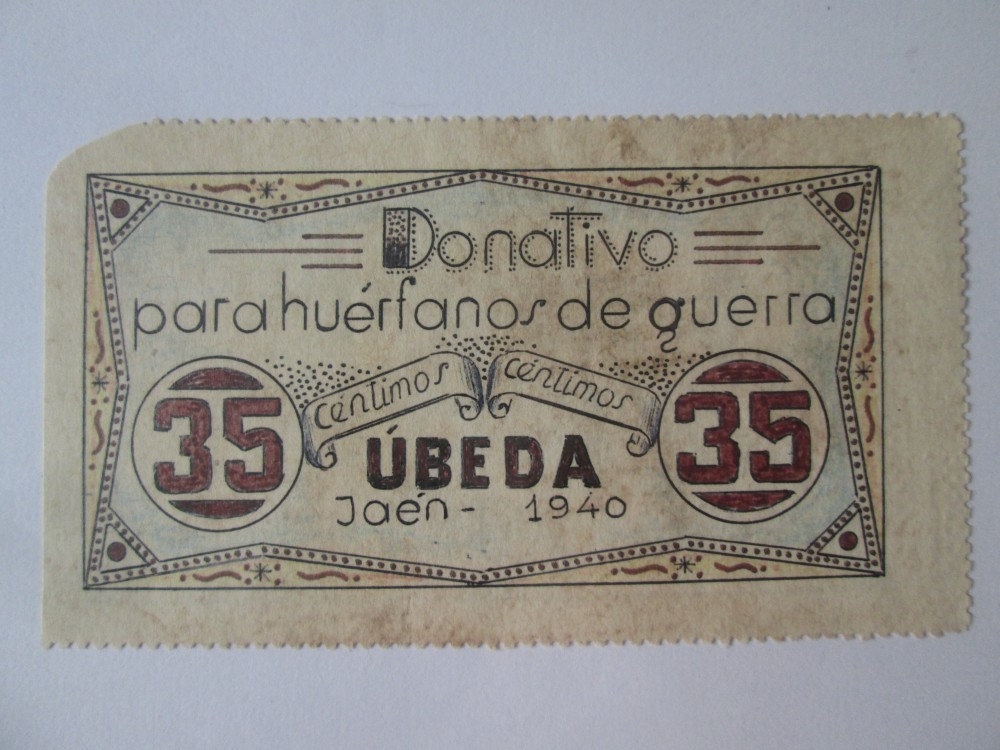 Donativo
para huérfanos de guerra
céntimos céntimos
35 35
ÚBEDA
Jaén - 1940